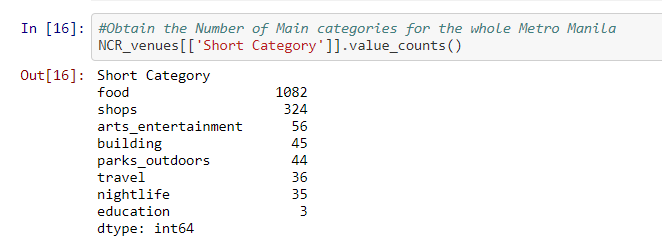 In [16]: #Obtain the Number of Main categories for the whole Metro Manila
NCR_venues[['Short Category']].value_counts()
Out[16]: Short Category
food 1082
shops 324
arts_entertainment 56
building 45
parks_outdoors 44
travel 36
nightlife 35
education 3
dtype: int64